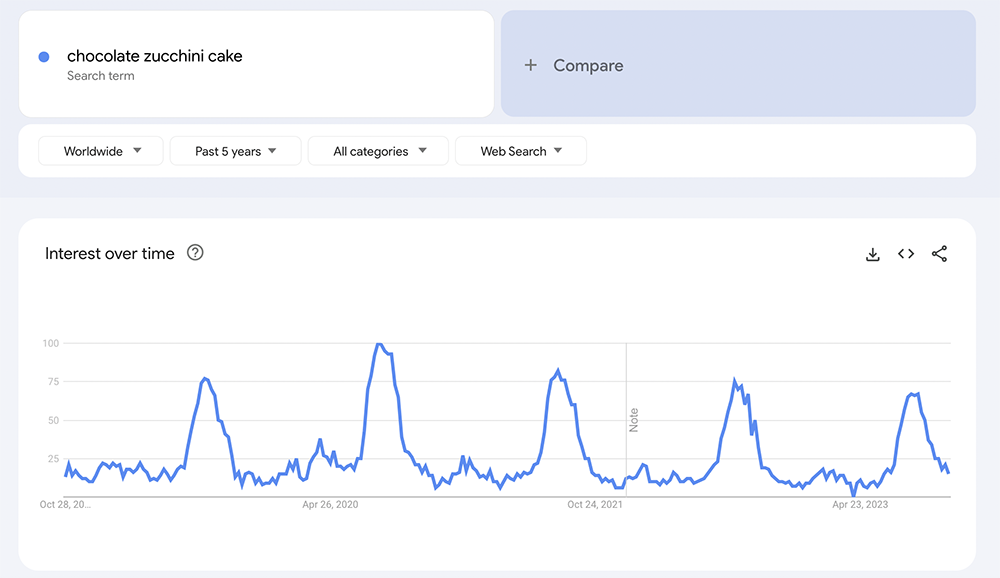 chocolate zucchini cake
Search term
+ Compare
Worldwide
Past 5 years
All categories
Web Search
Interest over time ?
100
75
50
25
Note
Oct 28, 20...
Apr 26, 2020
Oct 24, 2021
Apr 23, 2023